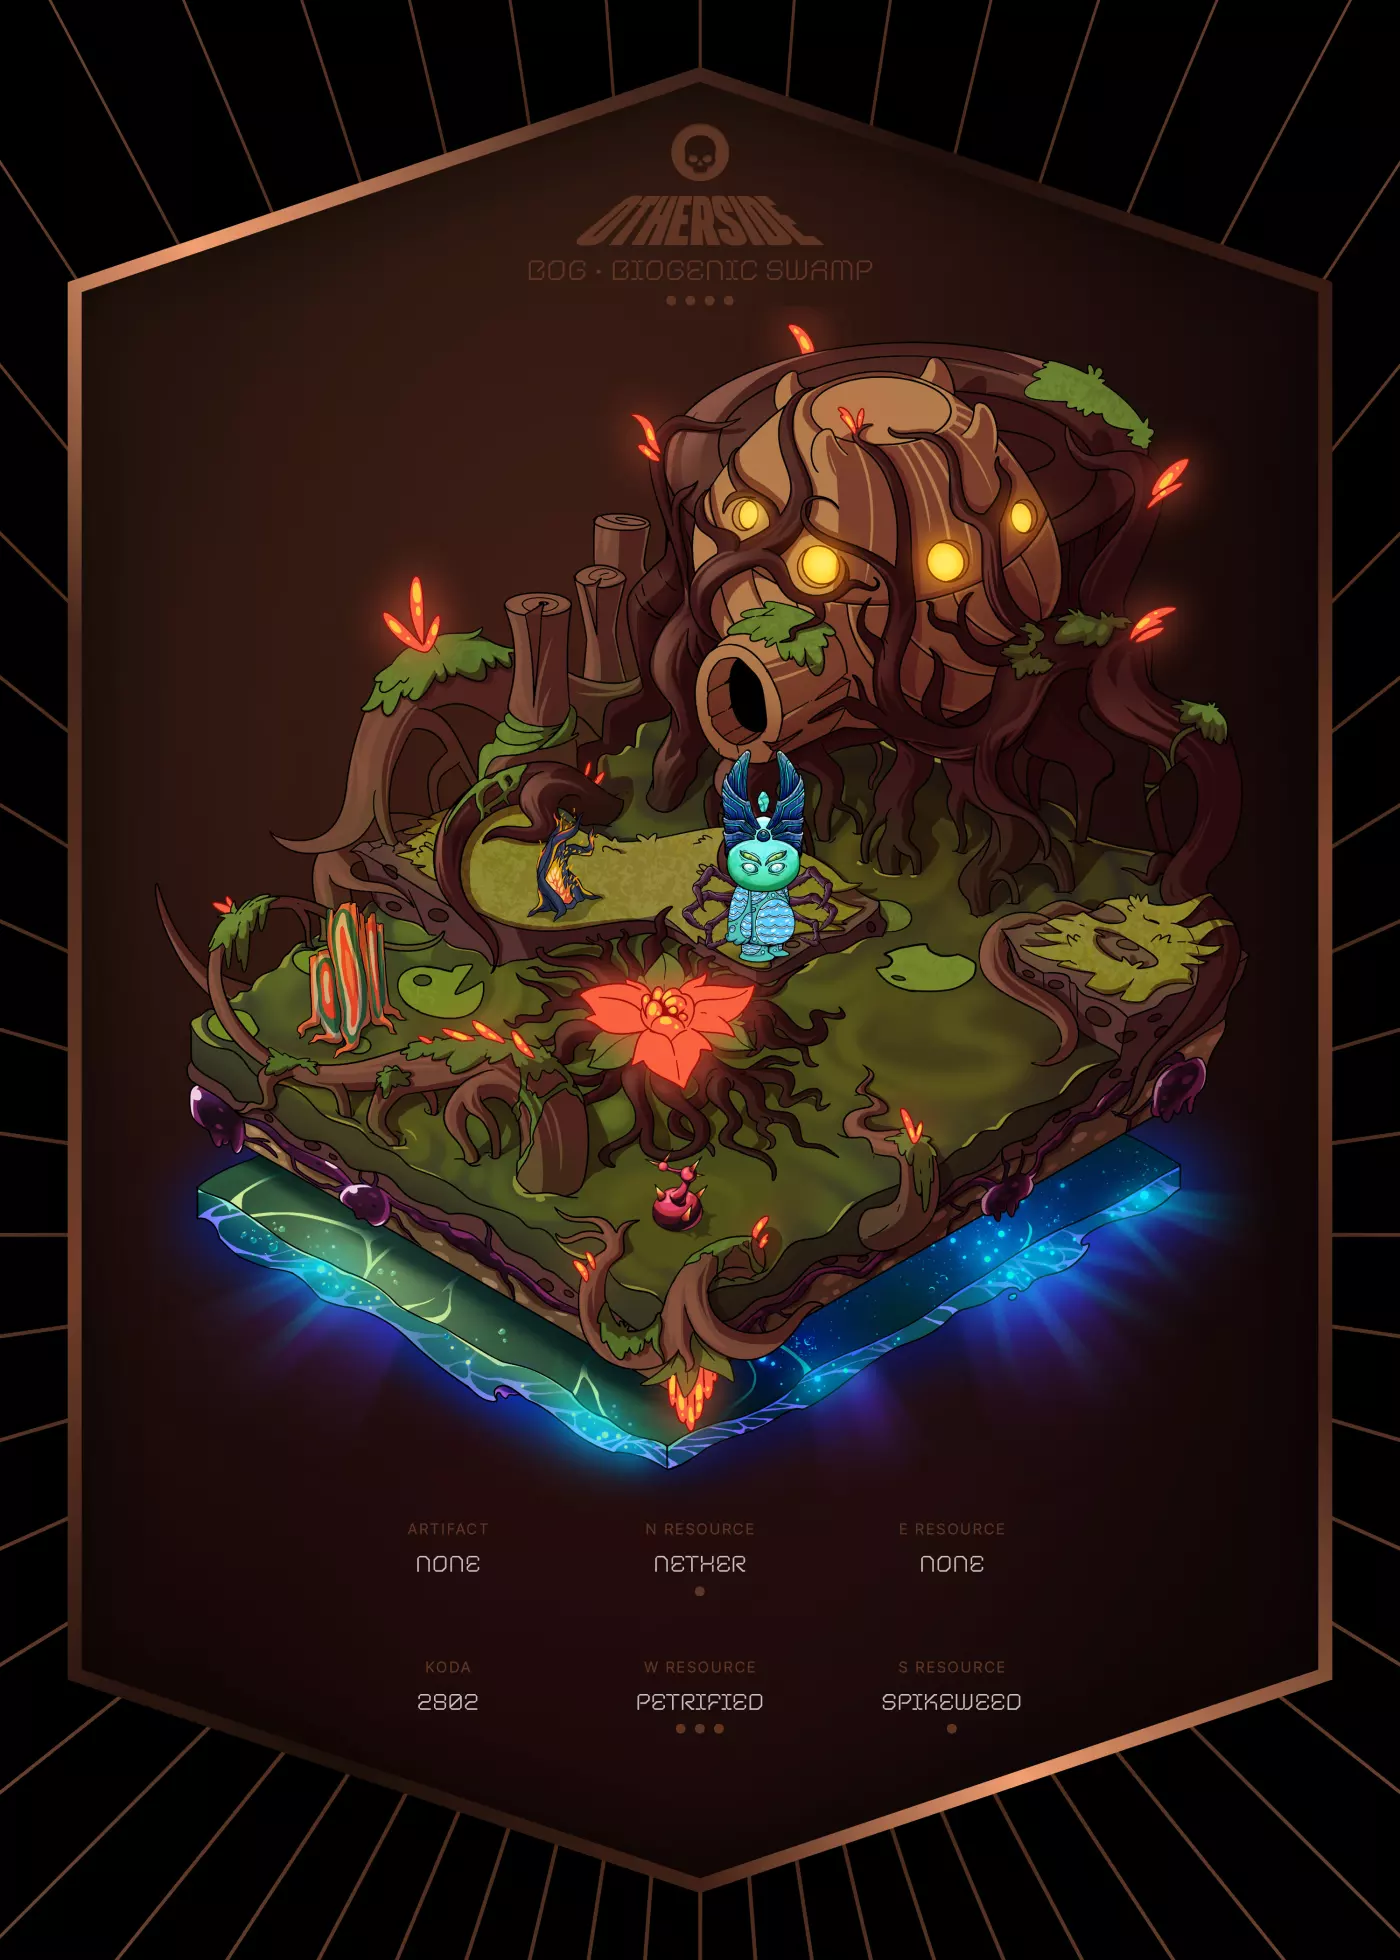 OTHERSIDE
BOG · BIOGENIC SWAMP
ARTIFACT
NONE
N RESOURCE
NETHER
E RESOURCE
NONE
KODA
2802
W RESOURCE
PETRIFIED
S RESOURCE
SPIKEWEED